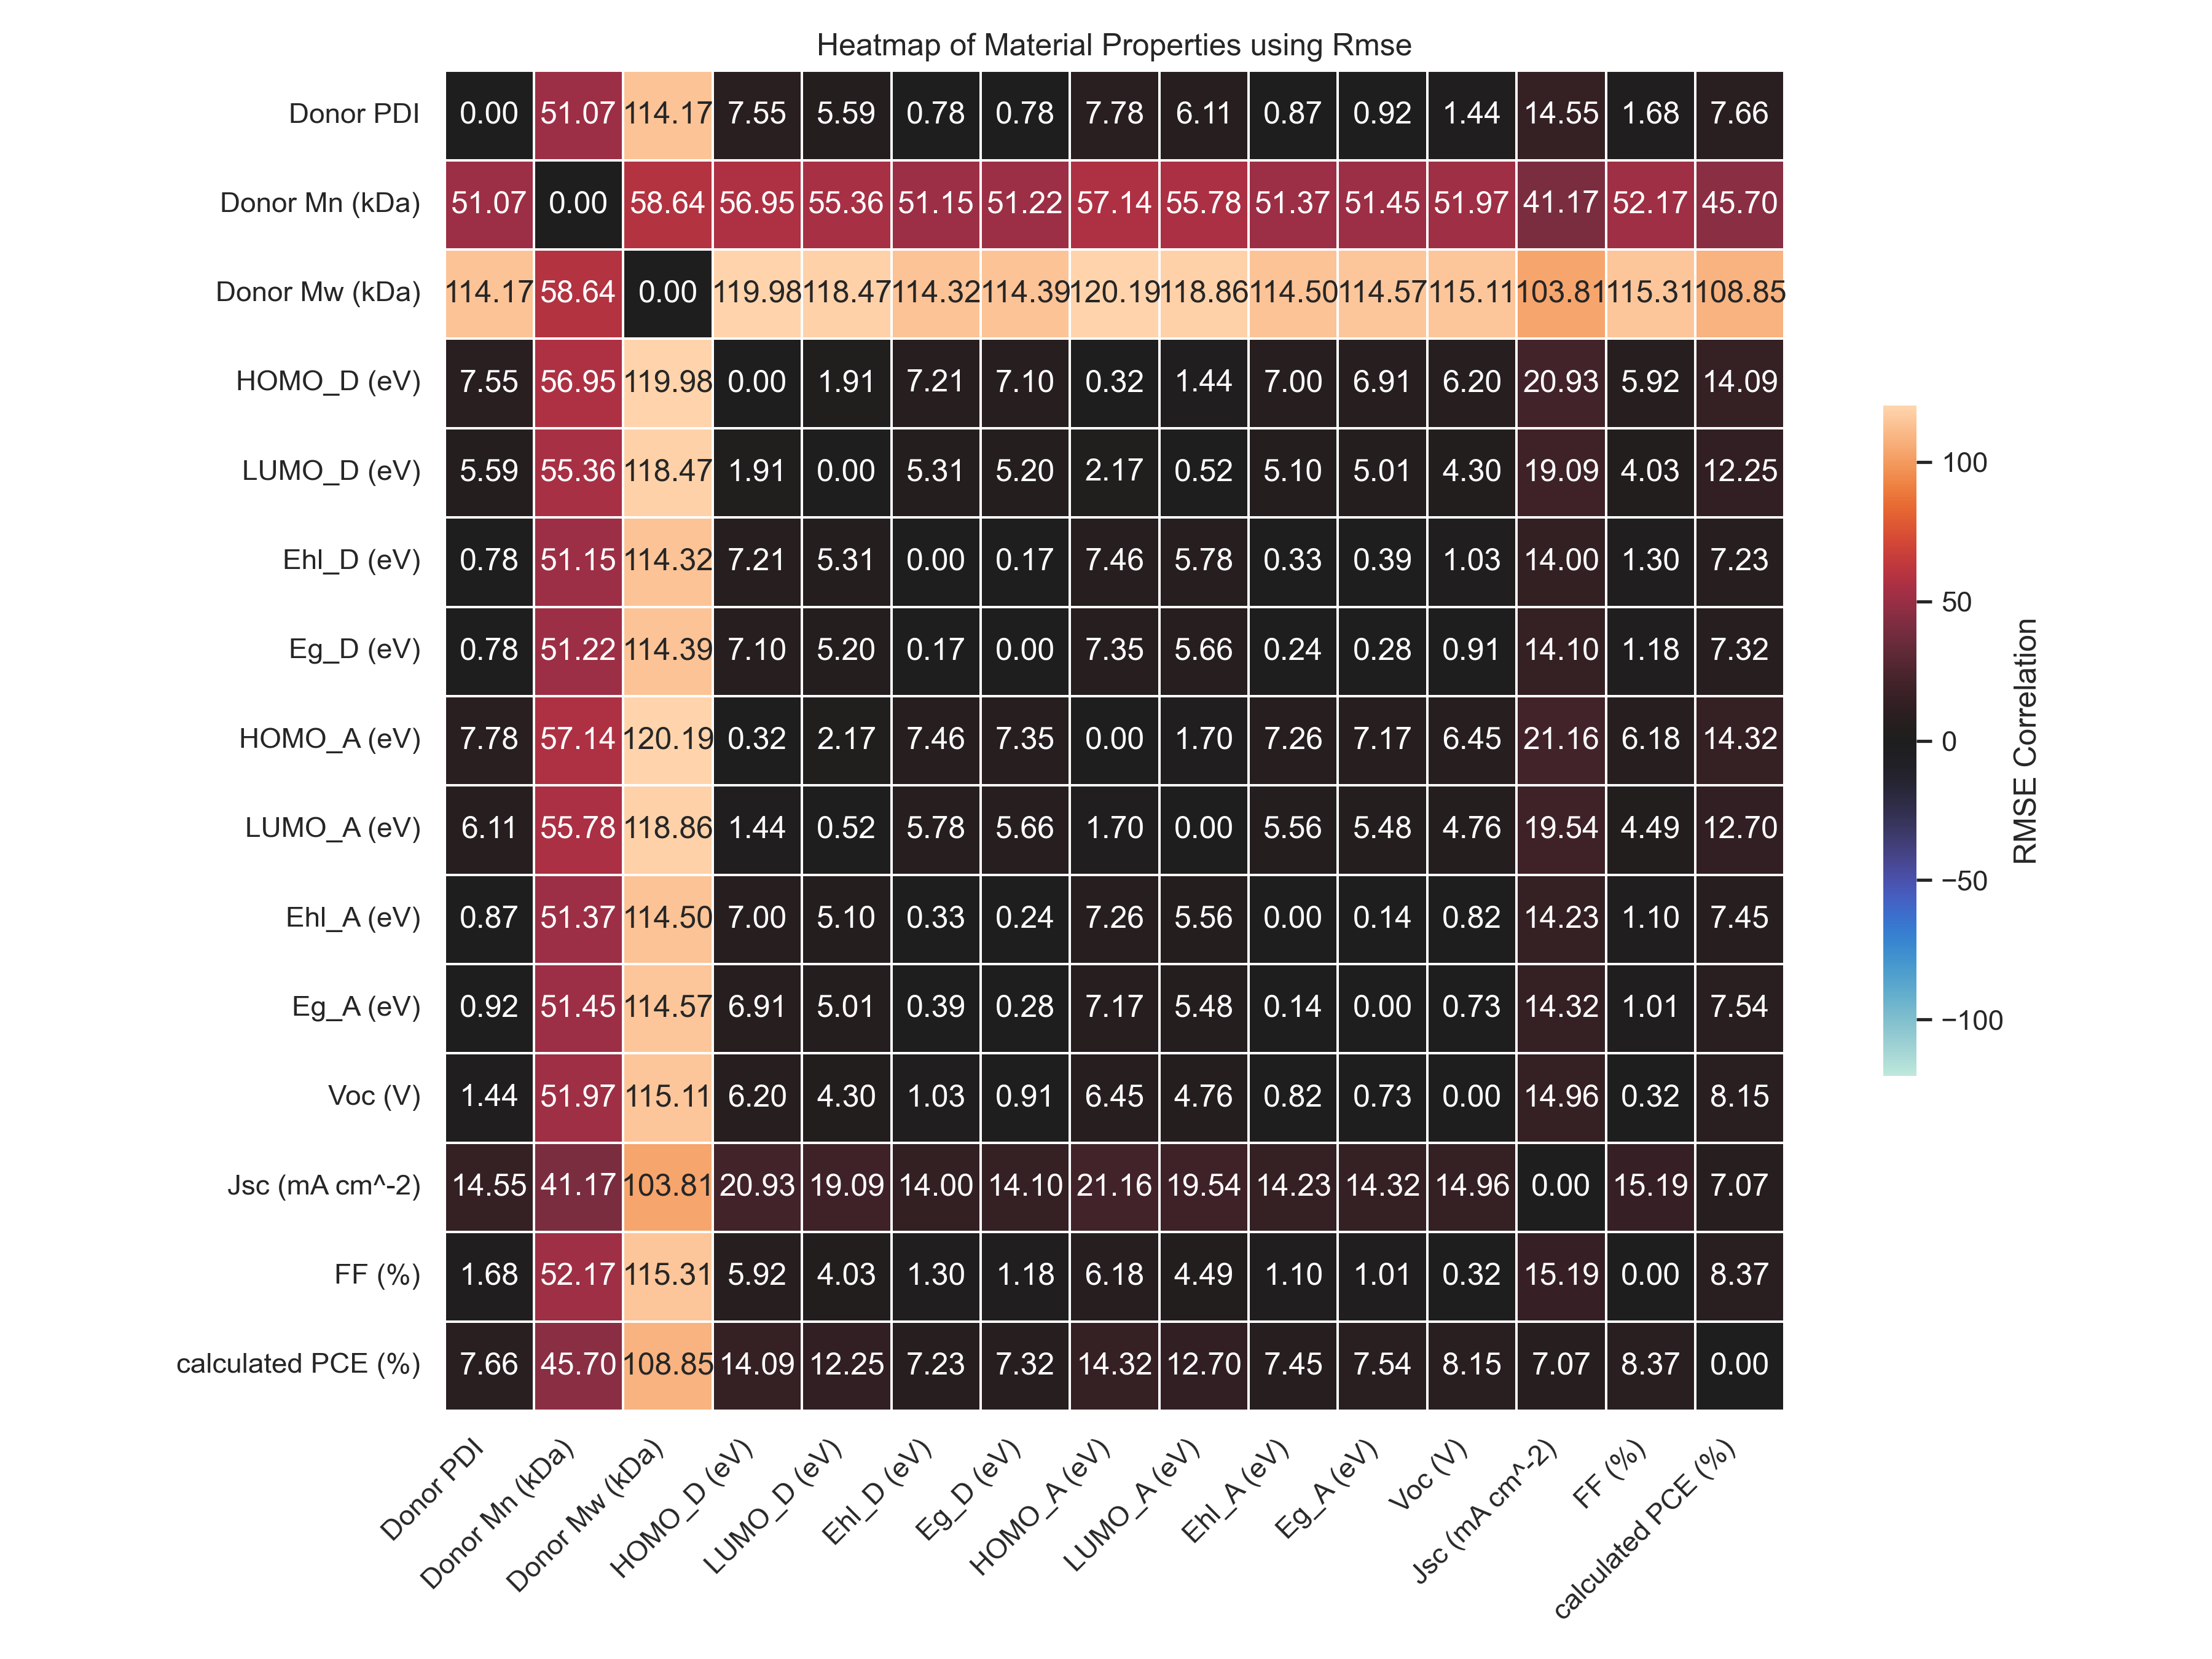 Heatmap of Material Properties using Rmse
Donor PDI 0.00 51.07 114.17 7.55 5.59 0.78 0.78 7.78 6.11 0.87 0.92 1.44 14.55 1.68 7.66
Donor Mn (kDa) 51.07 0.00 58.64 56.95 55.36 51.15 51.22 57.14 55.78 51.37 51.45 51.97 41.17 52.17 45.70
Donor Mw (kDa) 114.17 58.64 0.00 119.98 118.47 114.32 114.39 120.19 118.86 114.50 114.57 115.11 103.81 115.31 108.85
HOMO_D (eV) 7.55 56.95 119.98 0.00 1.91 7.21 7.10 0.32 1.44 7.00 6.91 6.20 20.93 5.92 14.09
LUMO_D (eV) 5.59 55.36 118.47 1.91 0.00 5.31 5.20 2.17 0.52 5.10 5.01 4.30 19.09 4.03 12.25
Ehl_D (eV) 0.78 51.15 114.32 7.21 5.31 0.00 0.17 7.46 5.78 0.33 0.39 1.03 14.00 1.30 7.23
Eg_D (eV) 0.78 51.22 114.39 7.10 5.20 0.17 0.00 7.35 5.66 0.24 0.28 0.91 14.10 1.18 7.32
HOMO_A (eV) 7.78 57.14 120.19 0.32 2.17 7.46 7.35 0.00 1.70 7.26 7.17 6.45 21.16 6.18 14.32
LUMO_A (eV) 6.11 55.78 118.86 1.44 0.52 5.78 5.66 1.70 0.00 5.56 5.48 4.76 19.54 4.49 12.70
Ehl_A (eV) 0.87 51.37 114.50 7.00 5.10 0.33 0.24 7.26 5.56 0.00 0.14 0.82 14.23 1.10 7.45
Eg_A (eV) 0.92 51.45 114.57 6.91 5.01 0.39 0.28 7.17 5.48 0.14 0.00 0.73 14.32 1.01 7.54
Voc (V) 1.44 51.97 115.11 6.20 4.30 1.03 0.91 6.45 4.76 0.82 0.73 0.00 14.96 0.32 8.15
Jsc (mA cm^-2) 14.55 41.17 103.81 20.93 19.09 14.00 14.10 21.16 19.54 14.23 14.32 14.96 0.00 15.19 7.07
FF (%) 1.68 52.17 115.31 5.92 4.03 1.30 1.18 6.18 4.49 1.10 1.01 0.32 15.19 0.00 8.37
calculated PCE (%) 7.66 45.70 108.85 14.09 12.25 7.23 7.32 14.32 12.70 7.45 7.54 8.15 7.07 8.37 0.00
Donor PDI
Donor Mn (kDa)
Donor Mw (kDa)
HOMO_D (eV)
LUMO_D (eV)
Ehl_D (eV)
Eg_D (eV)
HOMO_A (eV)
LUMO_A (eV)
Ehl_A (eV)
Eg_A (eV)
Voc (V)
Jsc (mA cm^-2)
FF (%)
calculated PCE (%)
100
50
0
−50
−100
RMSE Correlation